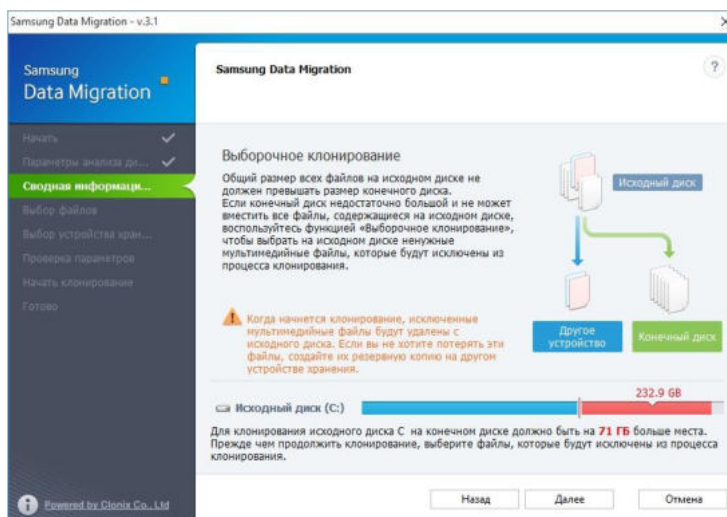 Samsung Data Migration - v.3.1
Samsung
Data Migration
Samsung Data Migration
?
Начать
Параметры анализа ди...
Сводная информаци...
Выбор файлов
Выбор устройства хран...
Проверка параметров
Начать клонирование
Готово
Выборочное клонирование
Общий размер всех файлов на исходном диске не
должен превышать размер конечного диска.
Если конечный диск недостаточно большой и не может
вместить все файлы, содержащиеся на исходном диске,
воспользуйтесь функцией «Выборочное клонирование»,
чтобы выбрать на исходном диске ненужные
мультимедийные файлы, которые будут исключены из
процесса клонирования.
Исходный диск
Когда начнется клонирование, исключенные
мультимедийные файлы будут удалены с
исходного диска. Если вы не хотите потерять эти
файлы, создайте их резервную копию на другом
устройстве хранения.
Другое
устройство
Конечный диск
232.9 GB
Исходный диск (C:)
Для клонирования исходного диска C на конечном диске должно быть на 71 ГБ больше места.
Прежде чем продолжить клонирование, выберите файлы, которые будут исключены из процесса
клонирования.
Powered by Clonix Co., Ltd
Назад
Далее
Отмена